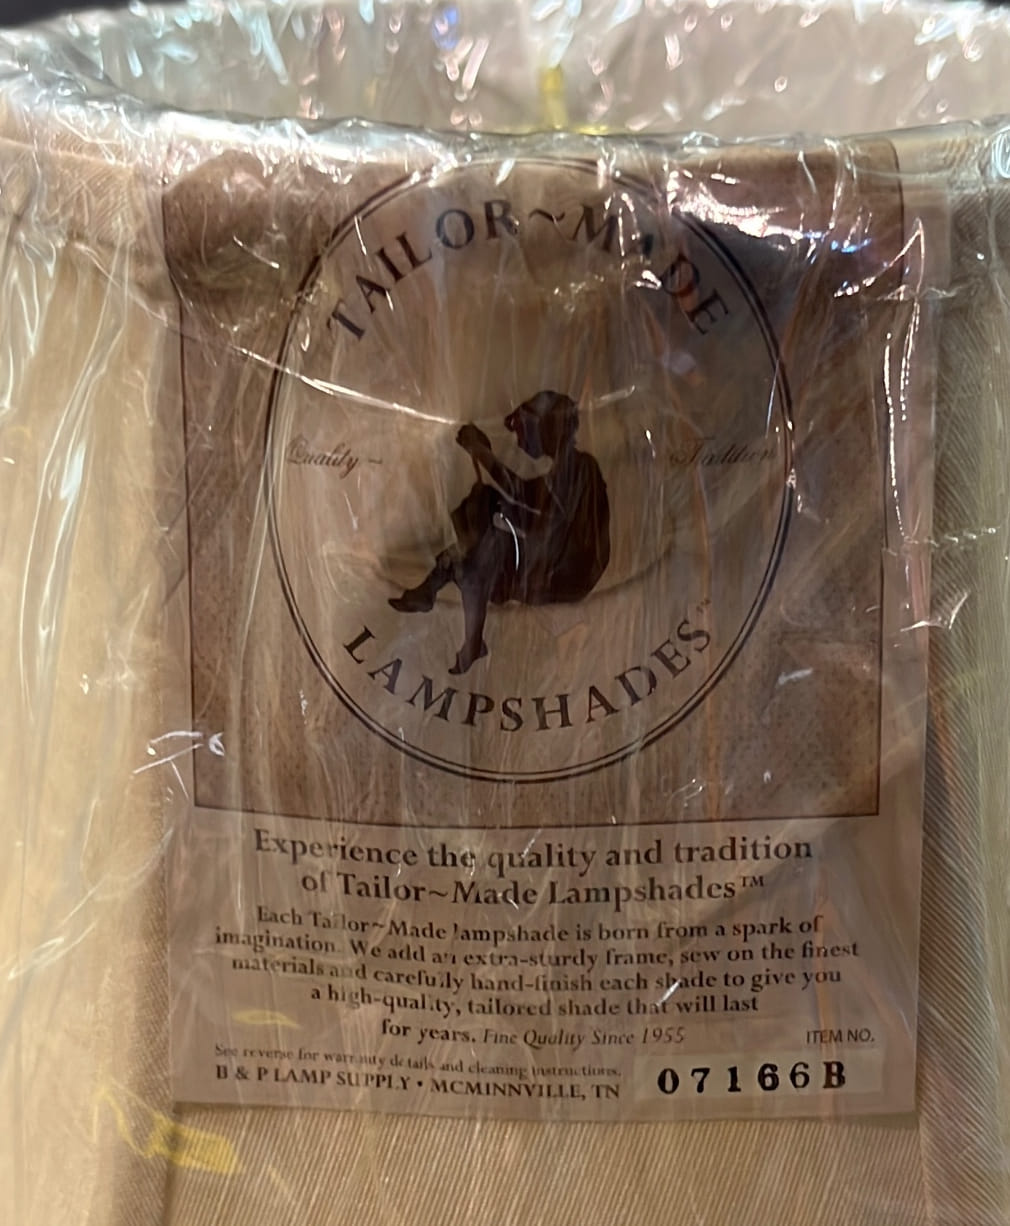 TAILOR~MADE
Quality ~ Tradition
LAMPSHADES™
Experience the quality and tradition
of Tailor~Made Lampshades™
Each Tailor~Made lampshade is born from a spark of
imagination. We add an extra-sturdy frame, sew on the finest
materials and carefully hand-finish each shade to give you
a high-quality, tailored shade that will last
for years. Fine Quality Since 1955
ITEM NO.
See reverse for warranty details and cleaning instructions.
B & P LAMP SUPPLY • MCMINNVILLE, TN
07166B